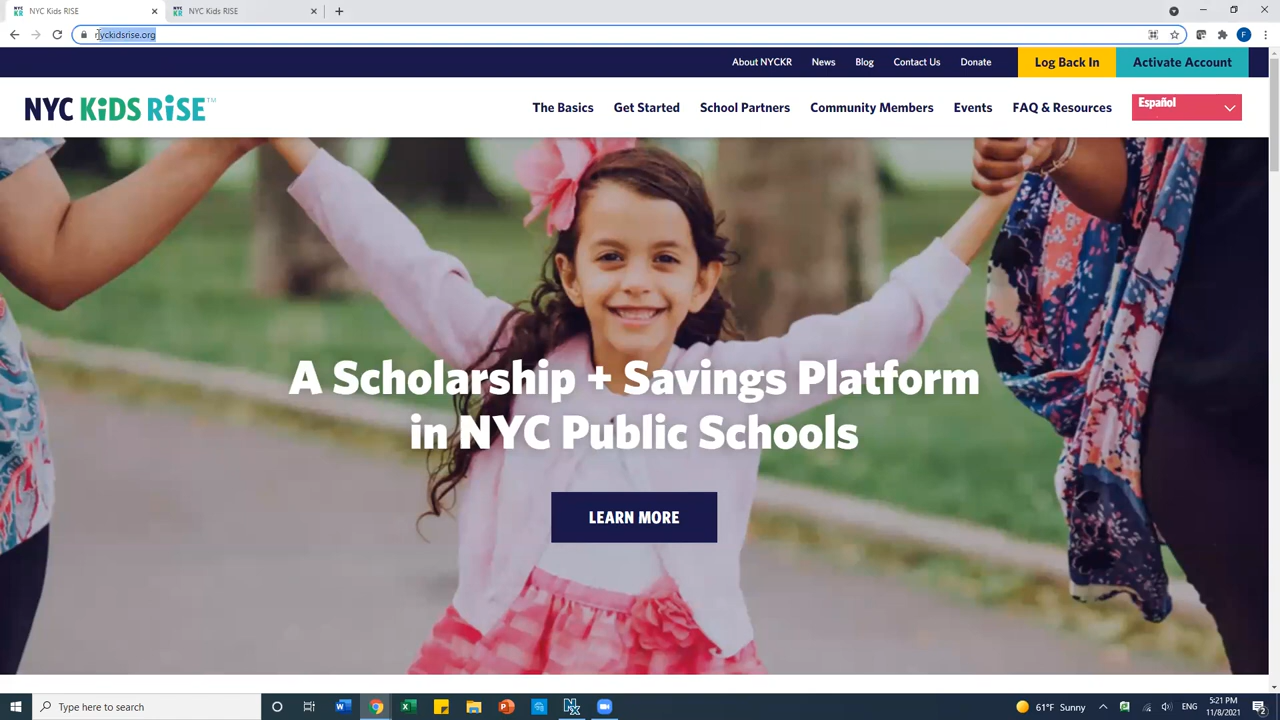 NYC Kids RISE
NYC Kids RISE
nyckidsrise.org
F
About NYCKR News Blog Contact Us Donate Log Back In Activate Account
NYC KiDS RiSE™
The Basics Get Started School Partners Community Members Events FAQ & Resources Español
A Scholarship + Savings Platform
in NYC Public Schools
LEARN MORE
Type here to search
61°F Sunny
ENG
5:21 PM
11/8/2021
2